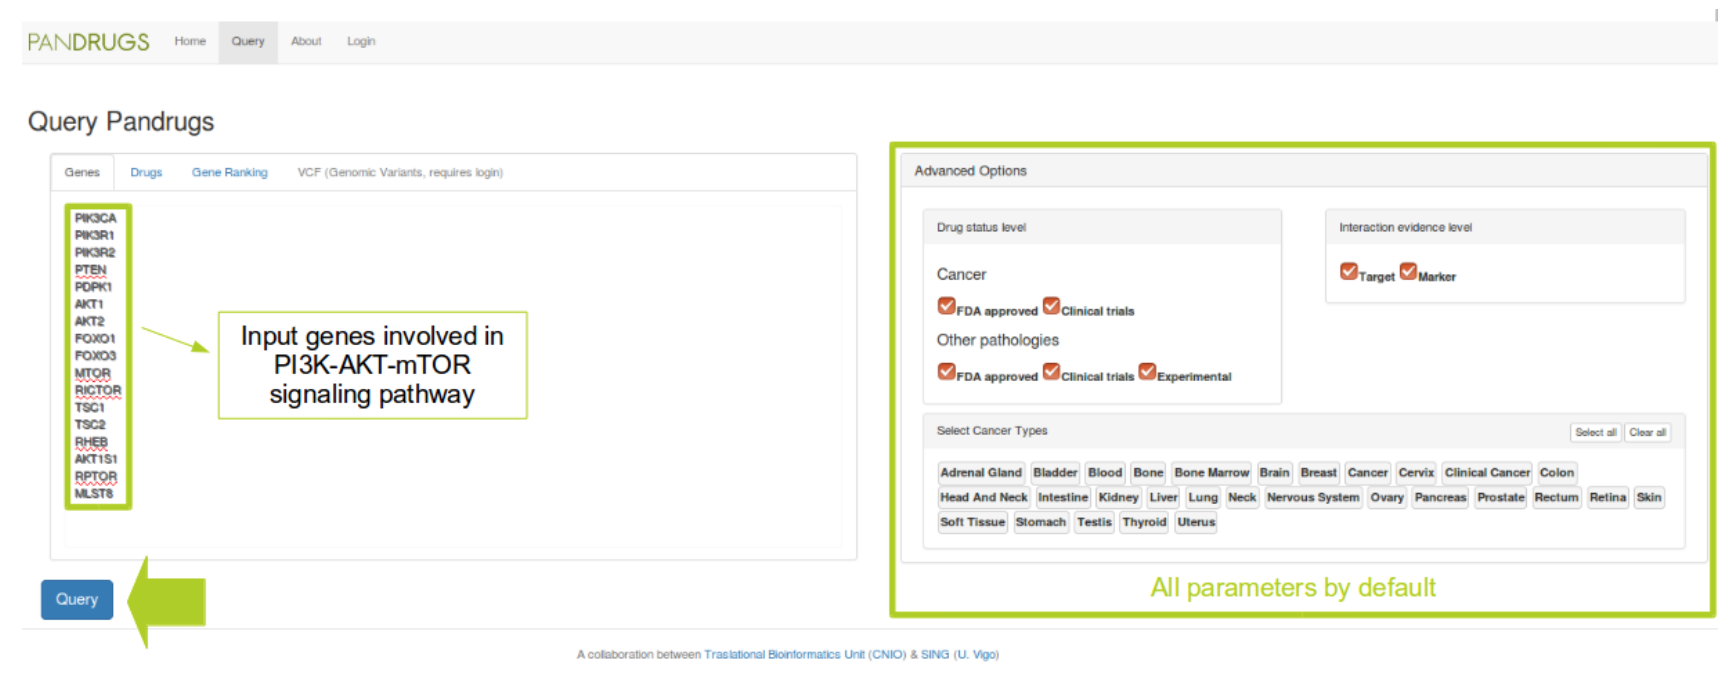 PANDRUGS Home Query About Login
Query Pandrugs
Genes Drugs Gene Ranking VCF (Genomic Variants, requires login)
PIK3CA
PIK3R1
PIK3R2
PTEN
PDPK1
AKT1
AKT2
FOXO1
FOXO3
MTOR
RICTOR
TSC1
TSC2
RHEB
AKT1S1
RPTOR
MLST8
Input genes involved in
PI3K-AKT-mTOR
signaling pathway
Query
Advanced Options
Drug status level
Cancer
FDA approved Clinical trials
Other pathologies
FDA approved Clinical trials Experimental
Interaction evidence level
Target Marker
Select Cancer Types Select all Clear all
Adrenal Gland Bladder Blood Bone Bone Marrow Brain Breast Cancer Cervix Clinical Cancer Colon
Head And Neck Intestine Kidney Liver Lung Neck Nervous System Ovary Pancreas Prostate Rectum Retina Skin
Soft Tissue Stomach Testis Thyroid Uterus
All parameters by default
A collaboration between Traslational Bioinformatics Unit (CNIO) & SING (U. Vigo)